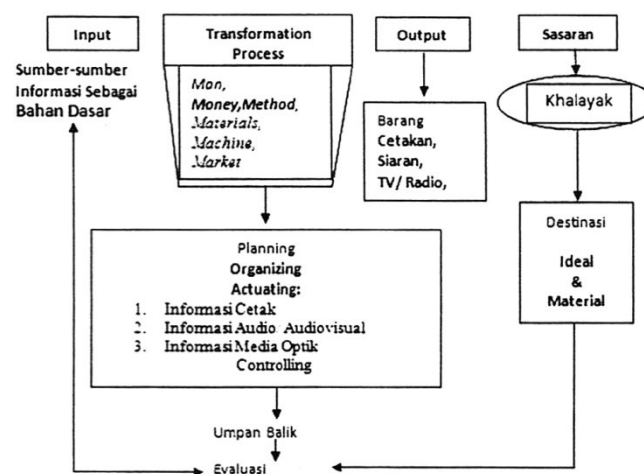 Input
Sumber-sumber
Informasi Sebagai
Bahan Dasar
Transformation
Process
Man,
Money,Method,
Materials,
Machine,
Market
Output
Barang
Cetakan,
Siaran,
TV/ Radio,
Sasaran
Khalayak
Destinasi
Ideal
&
Material
Planning
Organizing
Actuating:
1. Informasi Cetak
2. Informasi Audio Audiovisual
3. Informasi Media Optik
Controlling
Umpan Balik
Evaluasi